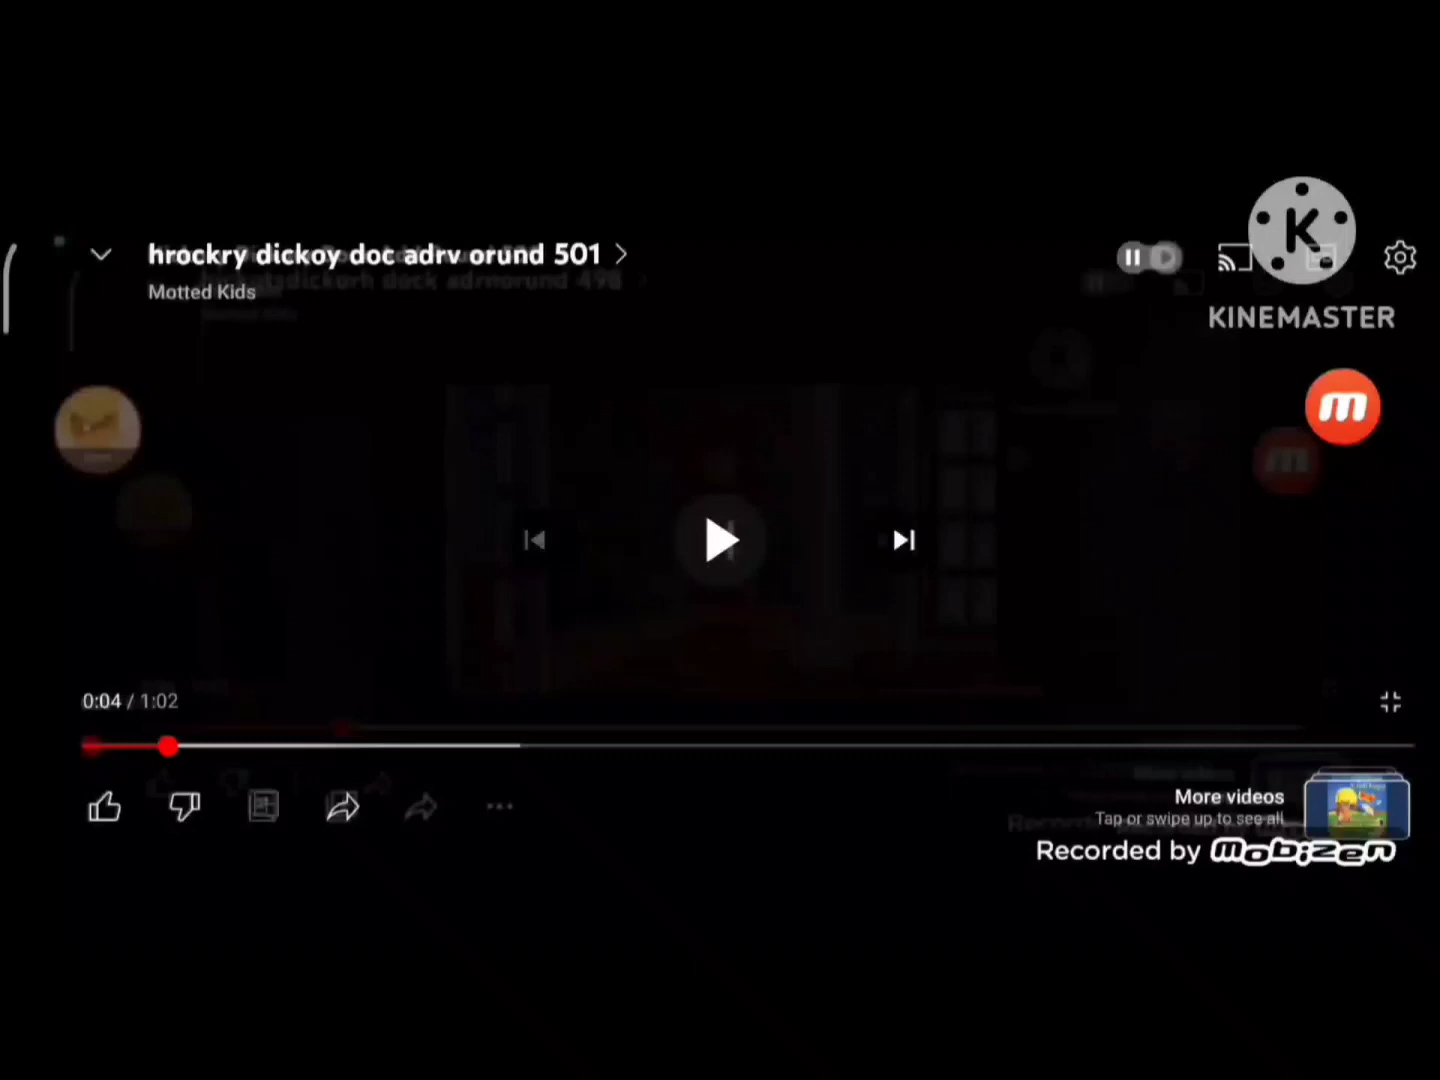 hrockry dickoy doc adrv orund 501
Motted Kids
K
KINEMASTER
m
m
0:04 / 1:02
More videos
Tap or swipe up to see all
Recorded by mobizen